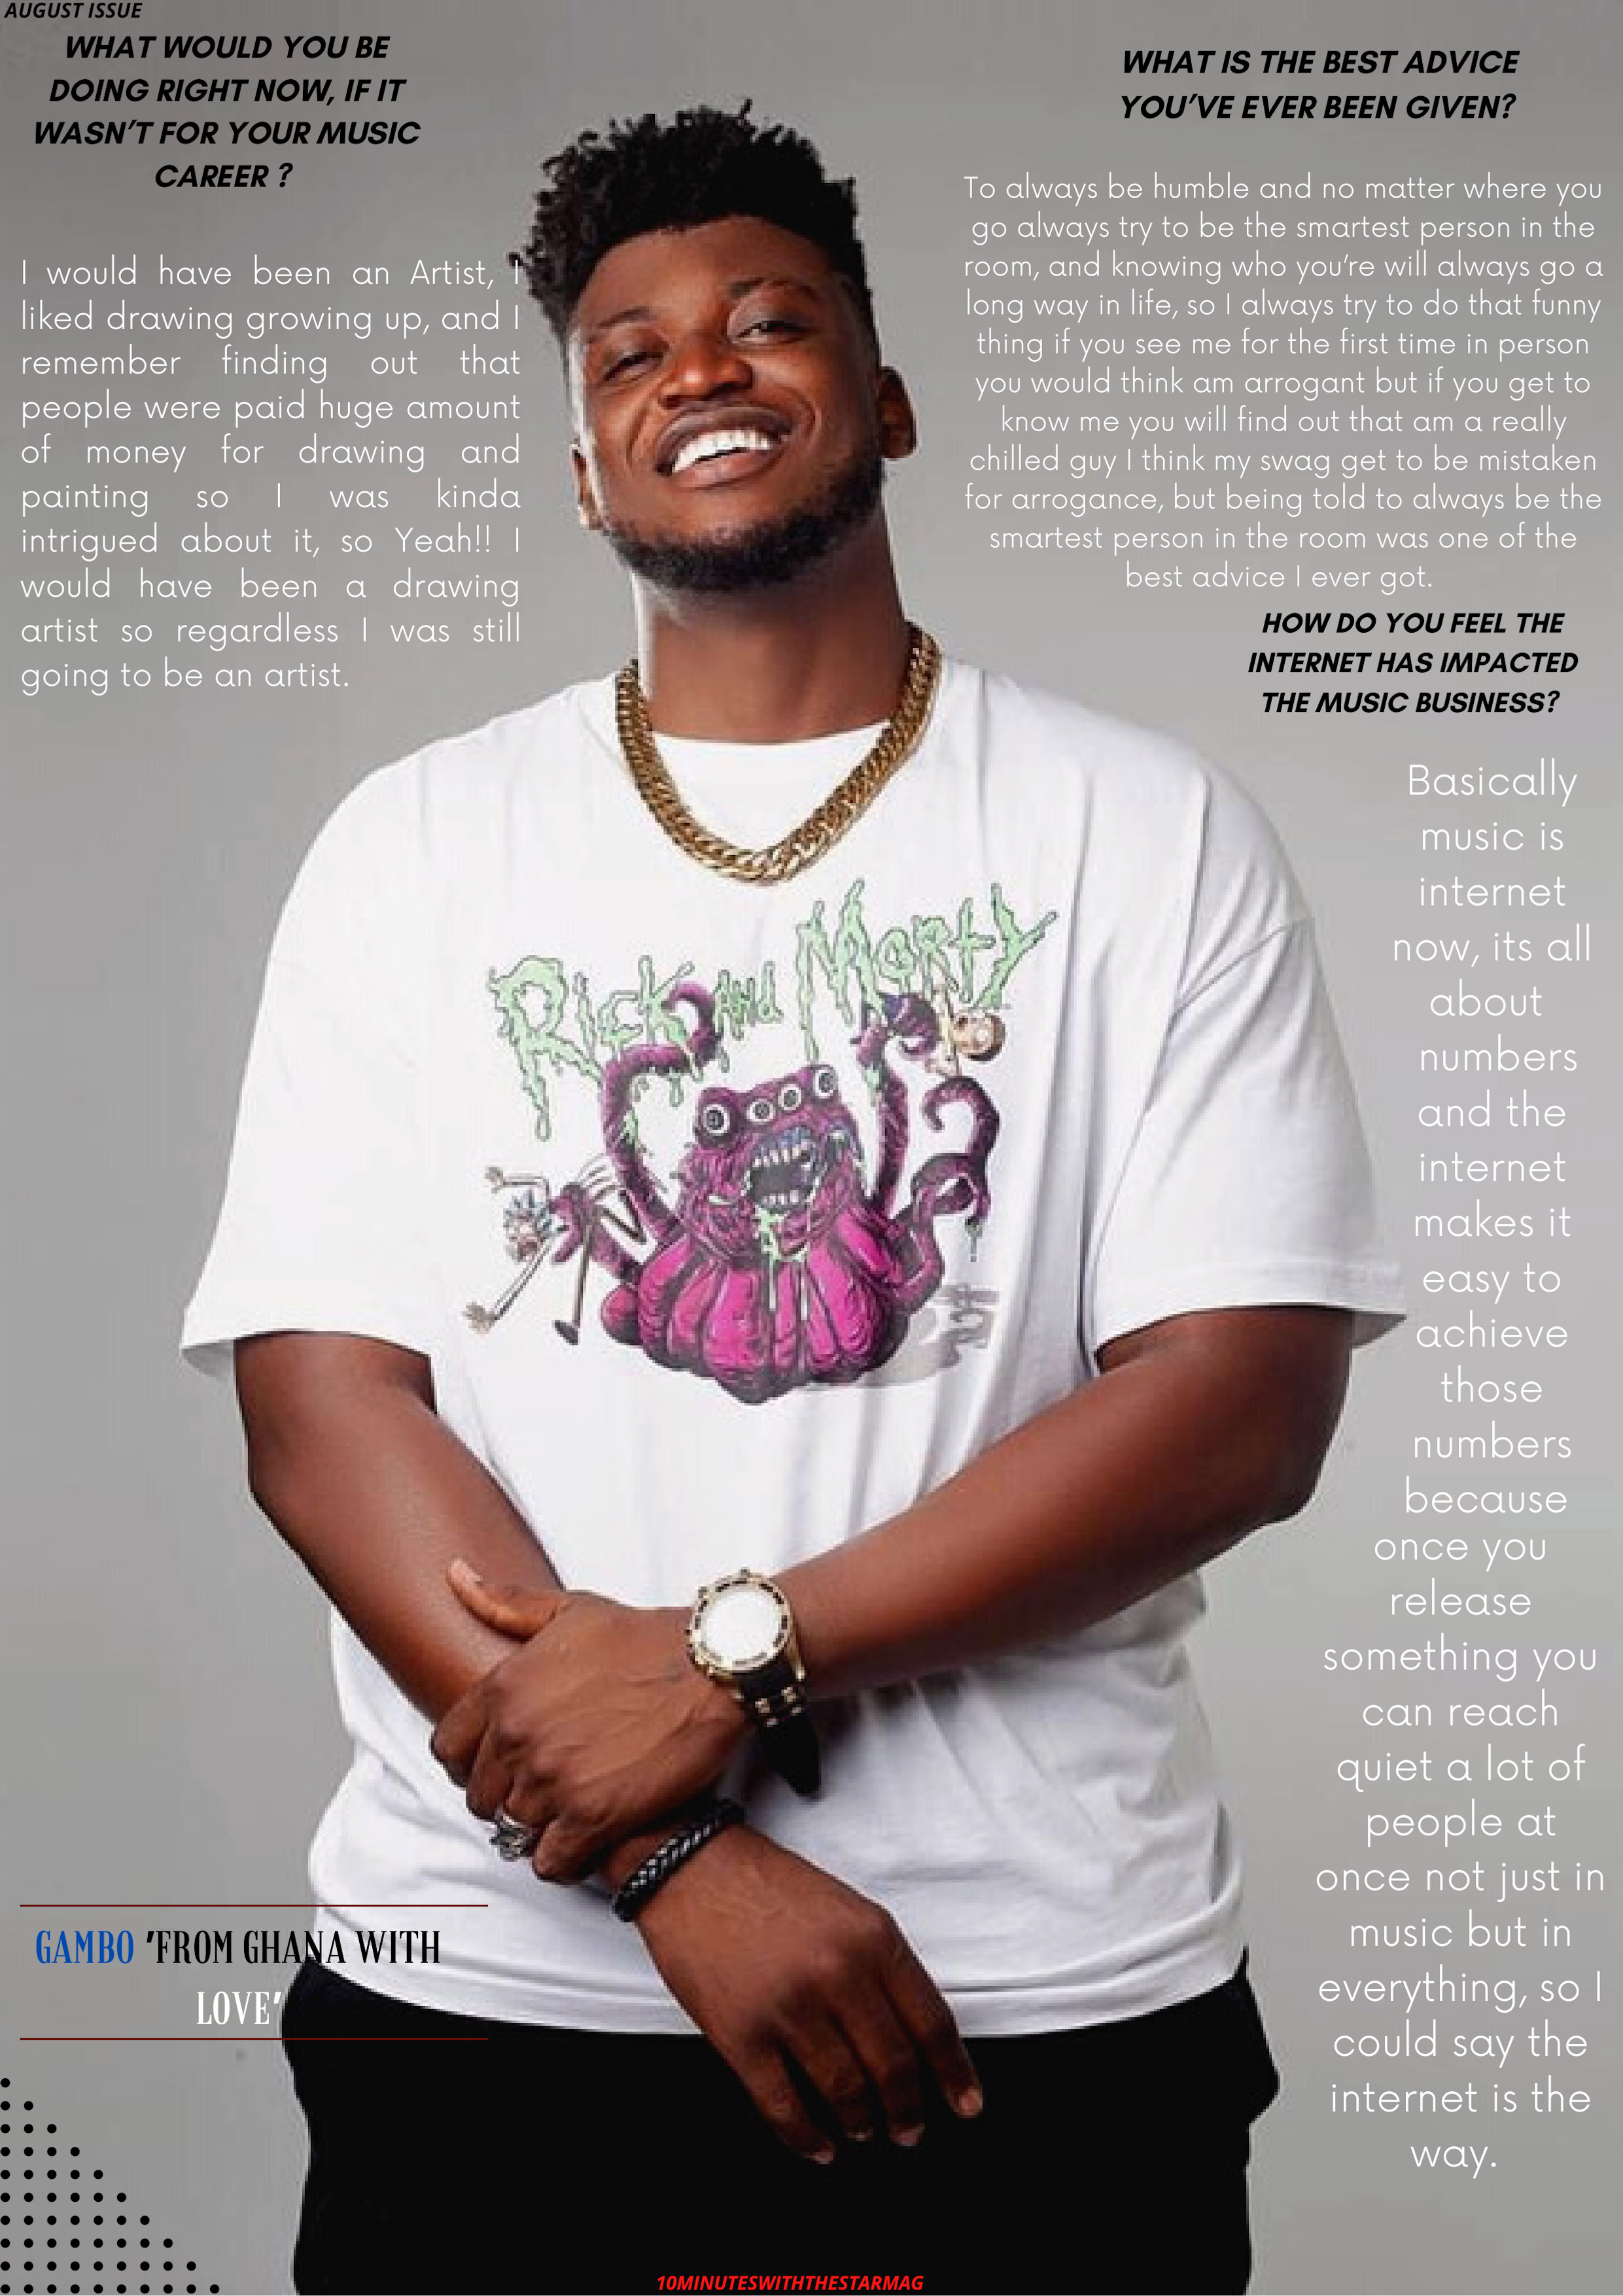 AUGUST ISSUE
WHAT WOULD YOU BE
DOING RIGHT NOW, IF IT
WASN'T FOR YOUR MUSIC
CAREER ?
I would have been an Artist, I
liked drawing growing up, and I
remember finding out that
people were paid huge amount
of money for drawing and
painting so I was kinda
intrigued about it, so Yeah!! I
would have been a drawing
artist so regardless I was still
going to be an artist.
WHAT IS THE BEST ADVICE
YOU'VE EVER BEEN GIVEN?
To always be humble and no matter where you
go always try to be the smartest person in the
room, and knowing who you're will always go a
long way in life, so I always try to do that funny
thing if you see me for the first time in person
you would think am arrogant but if you get to
know me you will find out that am a really
chilled guy I think my swag get to be mistaken
for arrogance, but being told to always be the
smartest person in the room was one of the
best advice I ever got.
HOW DO YOU FEEL THE
INTERNET HAS IMPACTED
THE MUSIC BUSINESS?
Basically
music is
internet
now, its all
about
numbers
and the
internet
makes it
easy to
achieve
those
numbers
because
once you
release
something you
can reach
quiet a lot of
people at
once not just in
music but in
everything, so I
could say the
internet is the
way.
RICK AND MORTY
GAMBO 'FROM GHANA WITH
LOVE'
10MINUTESWITHTHESTARMAG